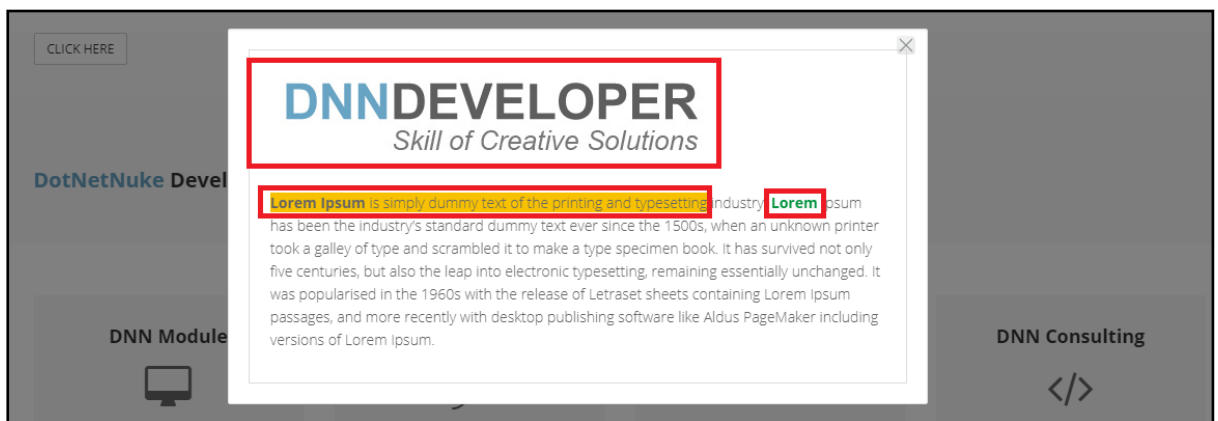 CLICK HERE
DNNDEVELOPER
Skill of Creative Solutions
DotNetNuke Devel
Lorem Ipsum is simply dummy text of the printing and typesetting industry. Lorem Ipsum
has been the industry's standard dummy text ever since the 1500s, when an unknown printer
took a galley of type and scrambled it to make a type specimen book. It has survived not only
five centuries, but also the leap into electronic typesetting, remaining essentially unchanged. It
was popularised in the 1960s with the release of Letraset sheets containing Lorem Ipsum
passages, and more recently with desktop publishing software like Aldus PageMaker including
versions of Lorem Ipsum.
DNN Module
DNN Consulting
</>